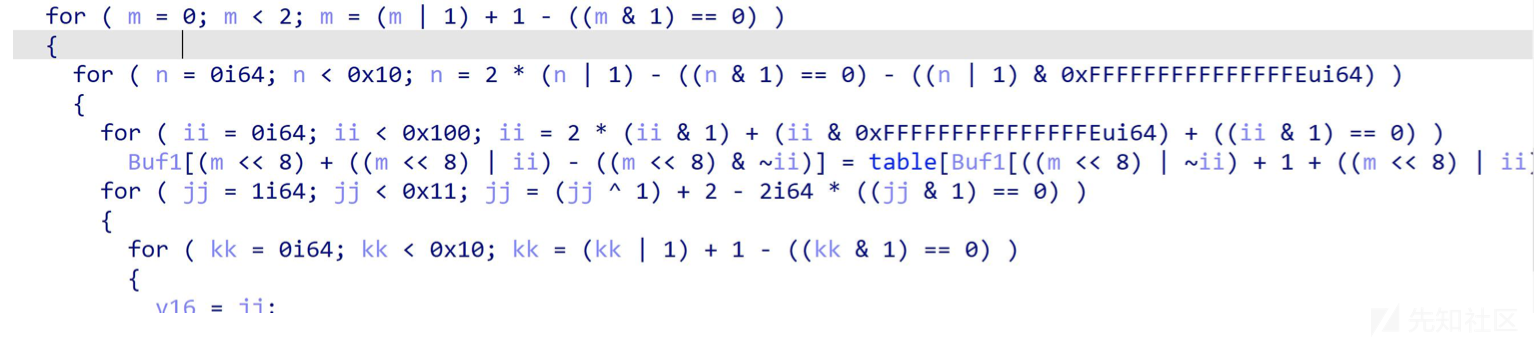 for ( m = 0; m < 2; m = (m | 1) + 1 - ((m & 1) == 0) )
{
for ( n = 0i64; n < 0x10; n = 2 * (n | 1) - ((n & 1) == 0) - ((n | 1) & 0xFFFFFFFFFFFFFFFEui64) )
{
for ( ii = 0i64; ii < 0x100; ii = 2 * (ii & 1) + (ii & 0xFFFFFFFFFFFFFFFEui64) + ((ii & 1) == 0) )
Buf1[(m << 8) + ((m << 8) | ii) - ((m << 8) & ~ii)] = table[Buf1[((m << 8) | ~ii) + 1 + ((m << 8) | ii]
for ( jj = 1i64; jj < 0x11; jj = (jj ^ 1) + 2 - 2i64 * ((jj & 1) == 0) )
{
for ( kk = 0i64; kk < 0x10; kk = (kk | 1) + 1 - ((kk & 1) == 0) )
{
v16 = jj;
先知社区